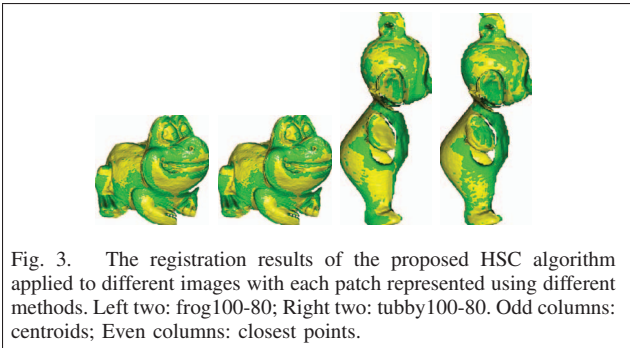 Fig. 3. The registration results of the proposed HSC algorithm
applied to different images with each patch represented using different
methods. Left two: frog100-80; Right two: tubby100-80. Odd columns:
centroids; Even columns: closest points.